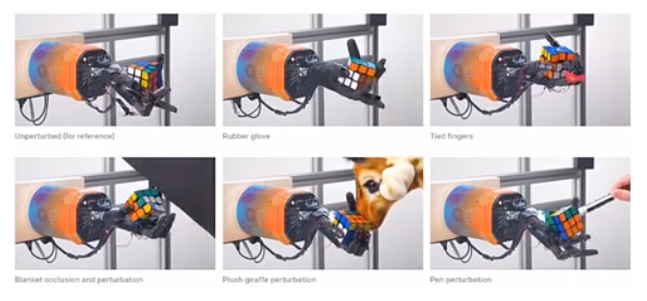 Unperturbed (for reference)
Rubber glove
Tied fingers
Blanket occlusion and perturbation
Plush giraffe perturbation
Pen perturbation